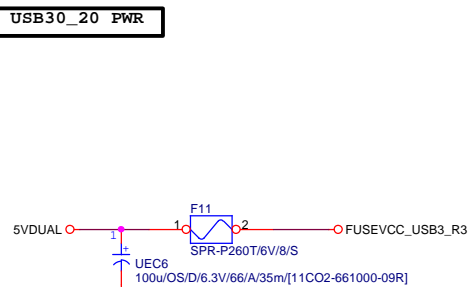 USB30_20 PWR
F11
5VDUAL
1
2
FUSEVCC_USB3_R3
SPR-P260T/6V/8/S
1
+
UEC6
100u/OS/D/6.3V/66/A/35m/[11CO2-661000-09R]